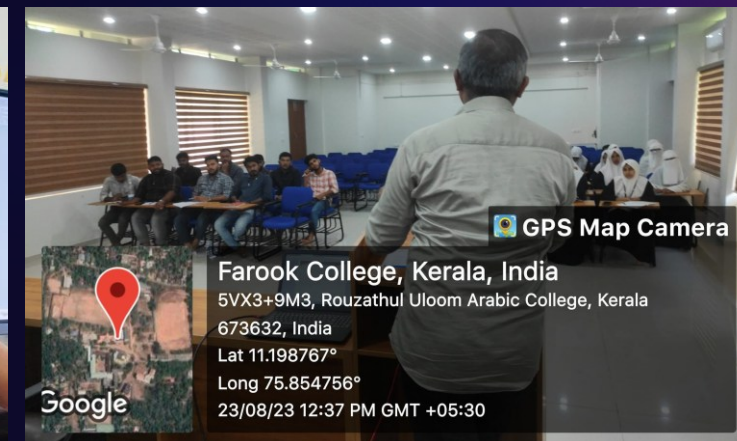 GPS Map Camera
Farook College, Kerala, India
5VX3+9M3, Rouzathul Uloom Arabic College, Kerala
673632, India
Lat 11.198767°
Long 75.854756°
23/08/23 12:37 PM GMT +05:30
Google